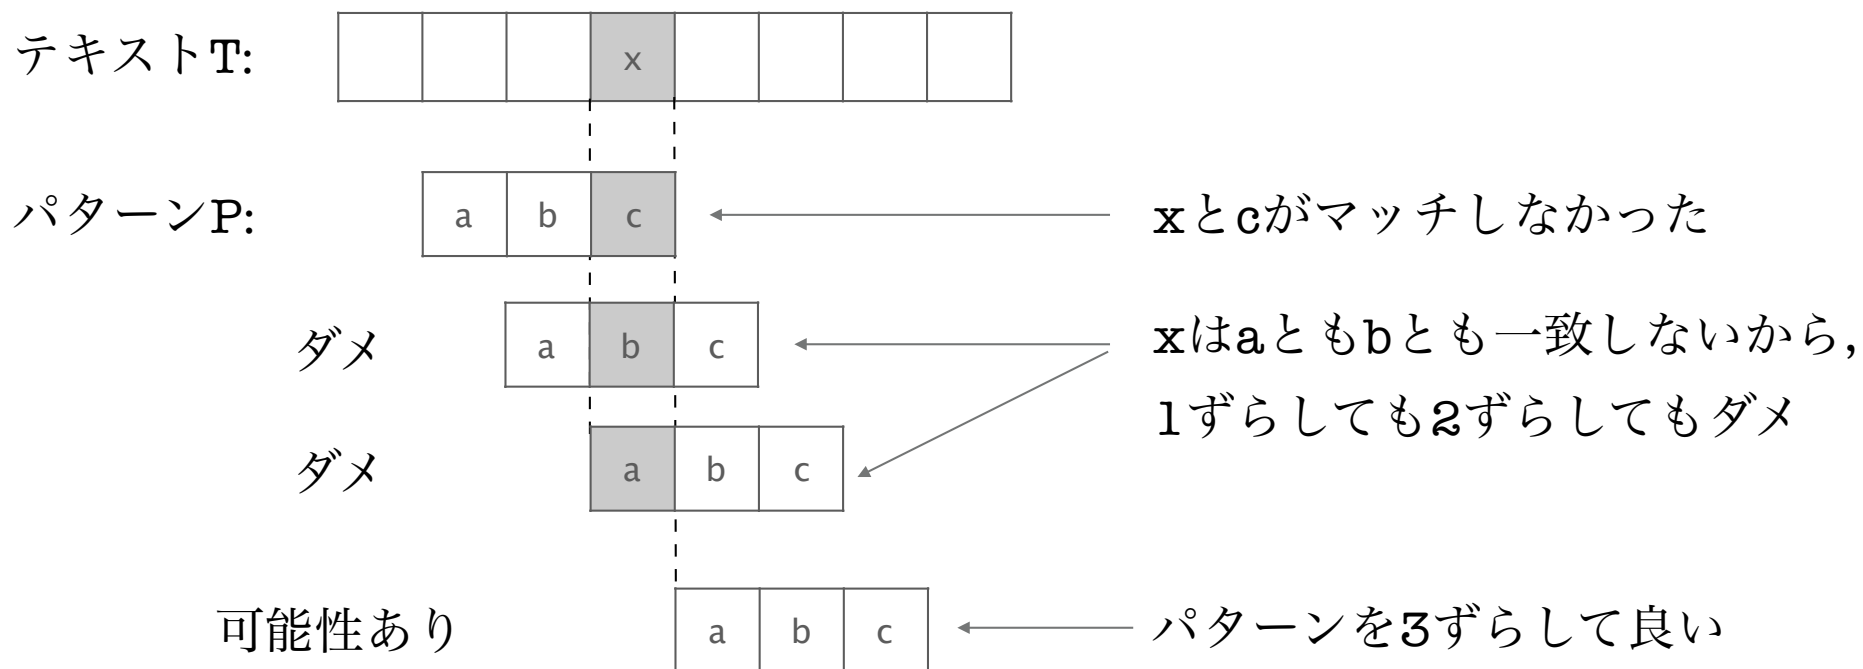 テキストT:
x
パターンP:
a b c
xとcがマッチしなかった
ダメ
a b c
xはaともbとも一致しないから,
1ずらしても2ずらしてもダメ
ダメ
a b c
可能性あり
a b c
パターンを3ずらして良い